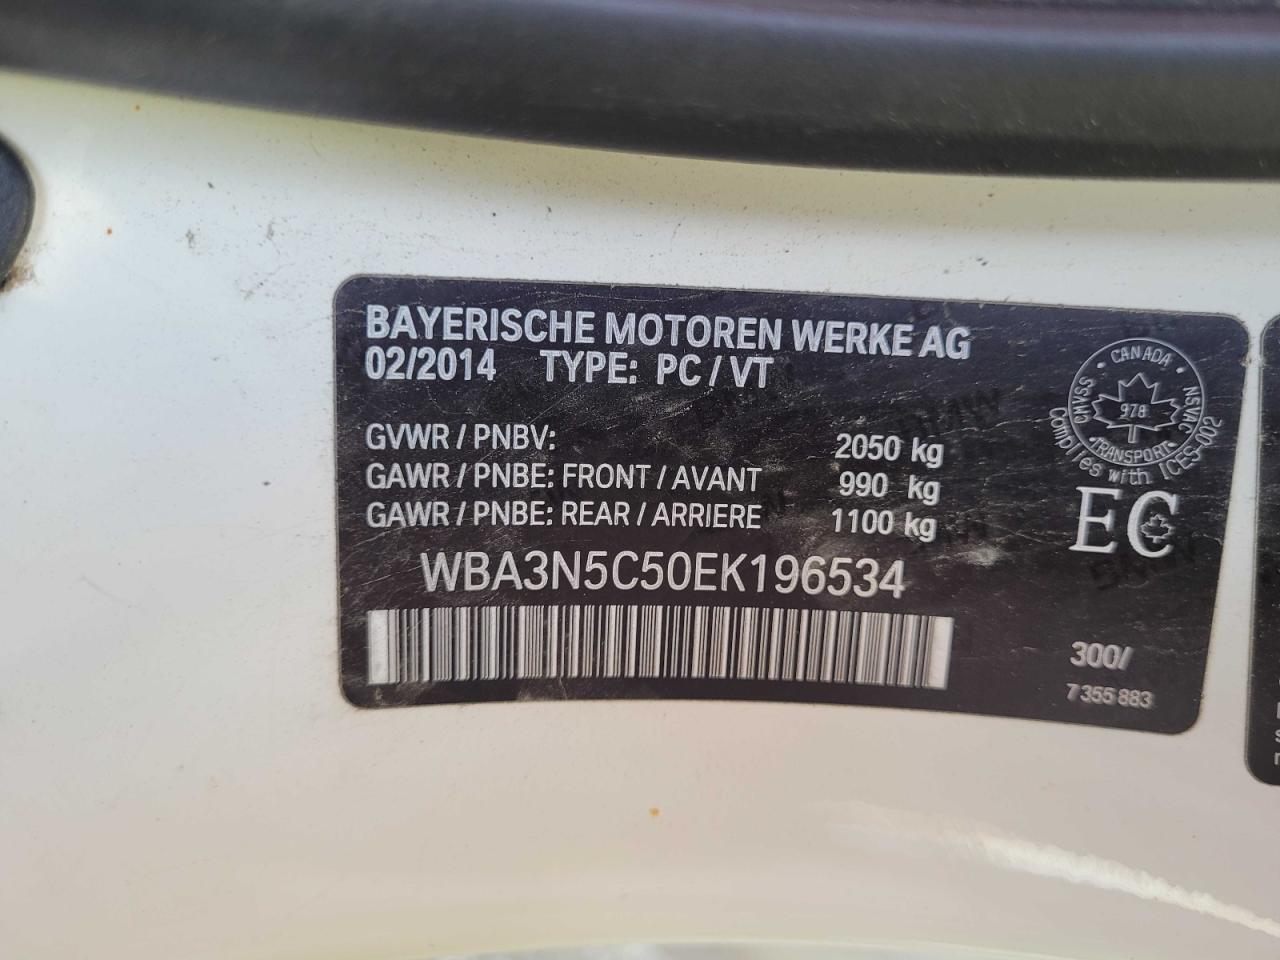 BAYERISCHE MOTOREN WERKE AG
02/2014 TYPE: PC / VT
GVWR / PNBV: 2050 kg
GAWR / PNBE: FRONT / AVANT 990 kg
GAWR / PNBE: REAR / ARRIERE 1100 kg
WBA3N5C50EK196534
CANADA
CMVSS 978 NSVAC
TRANSPORT
Complies with ICES-002
EC
300/
7 355 883